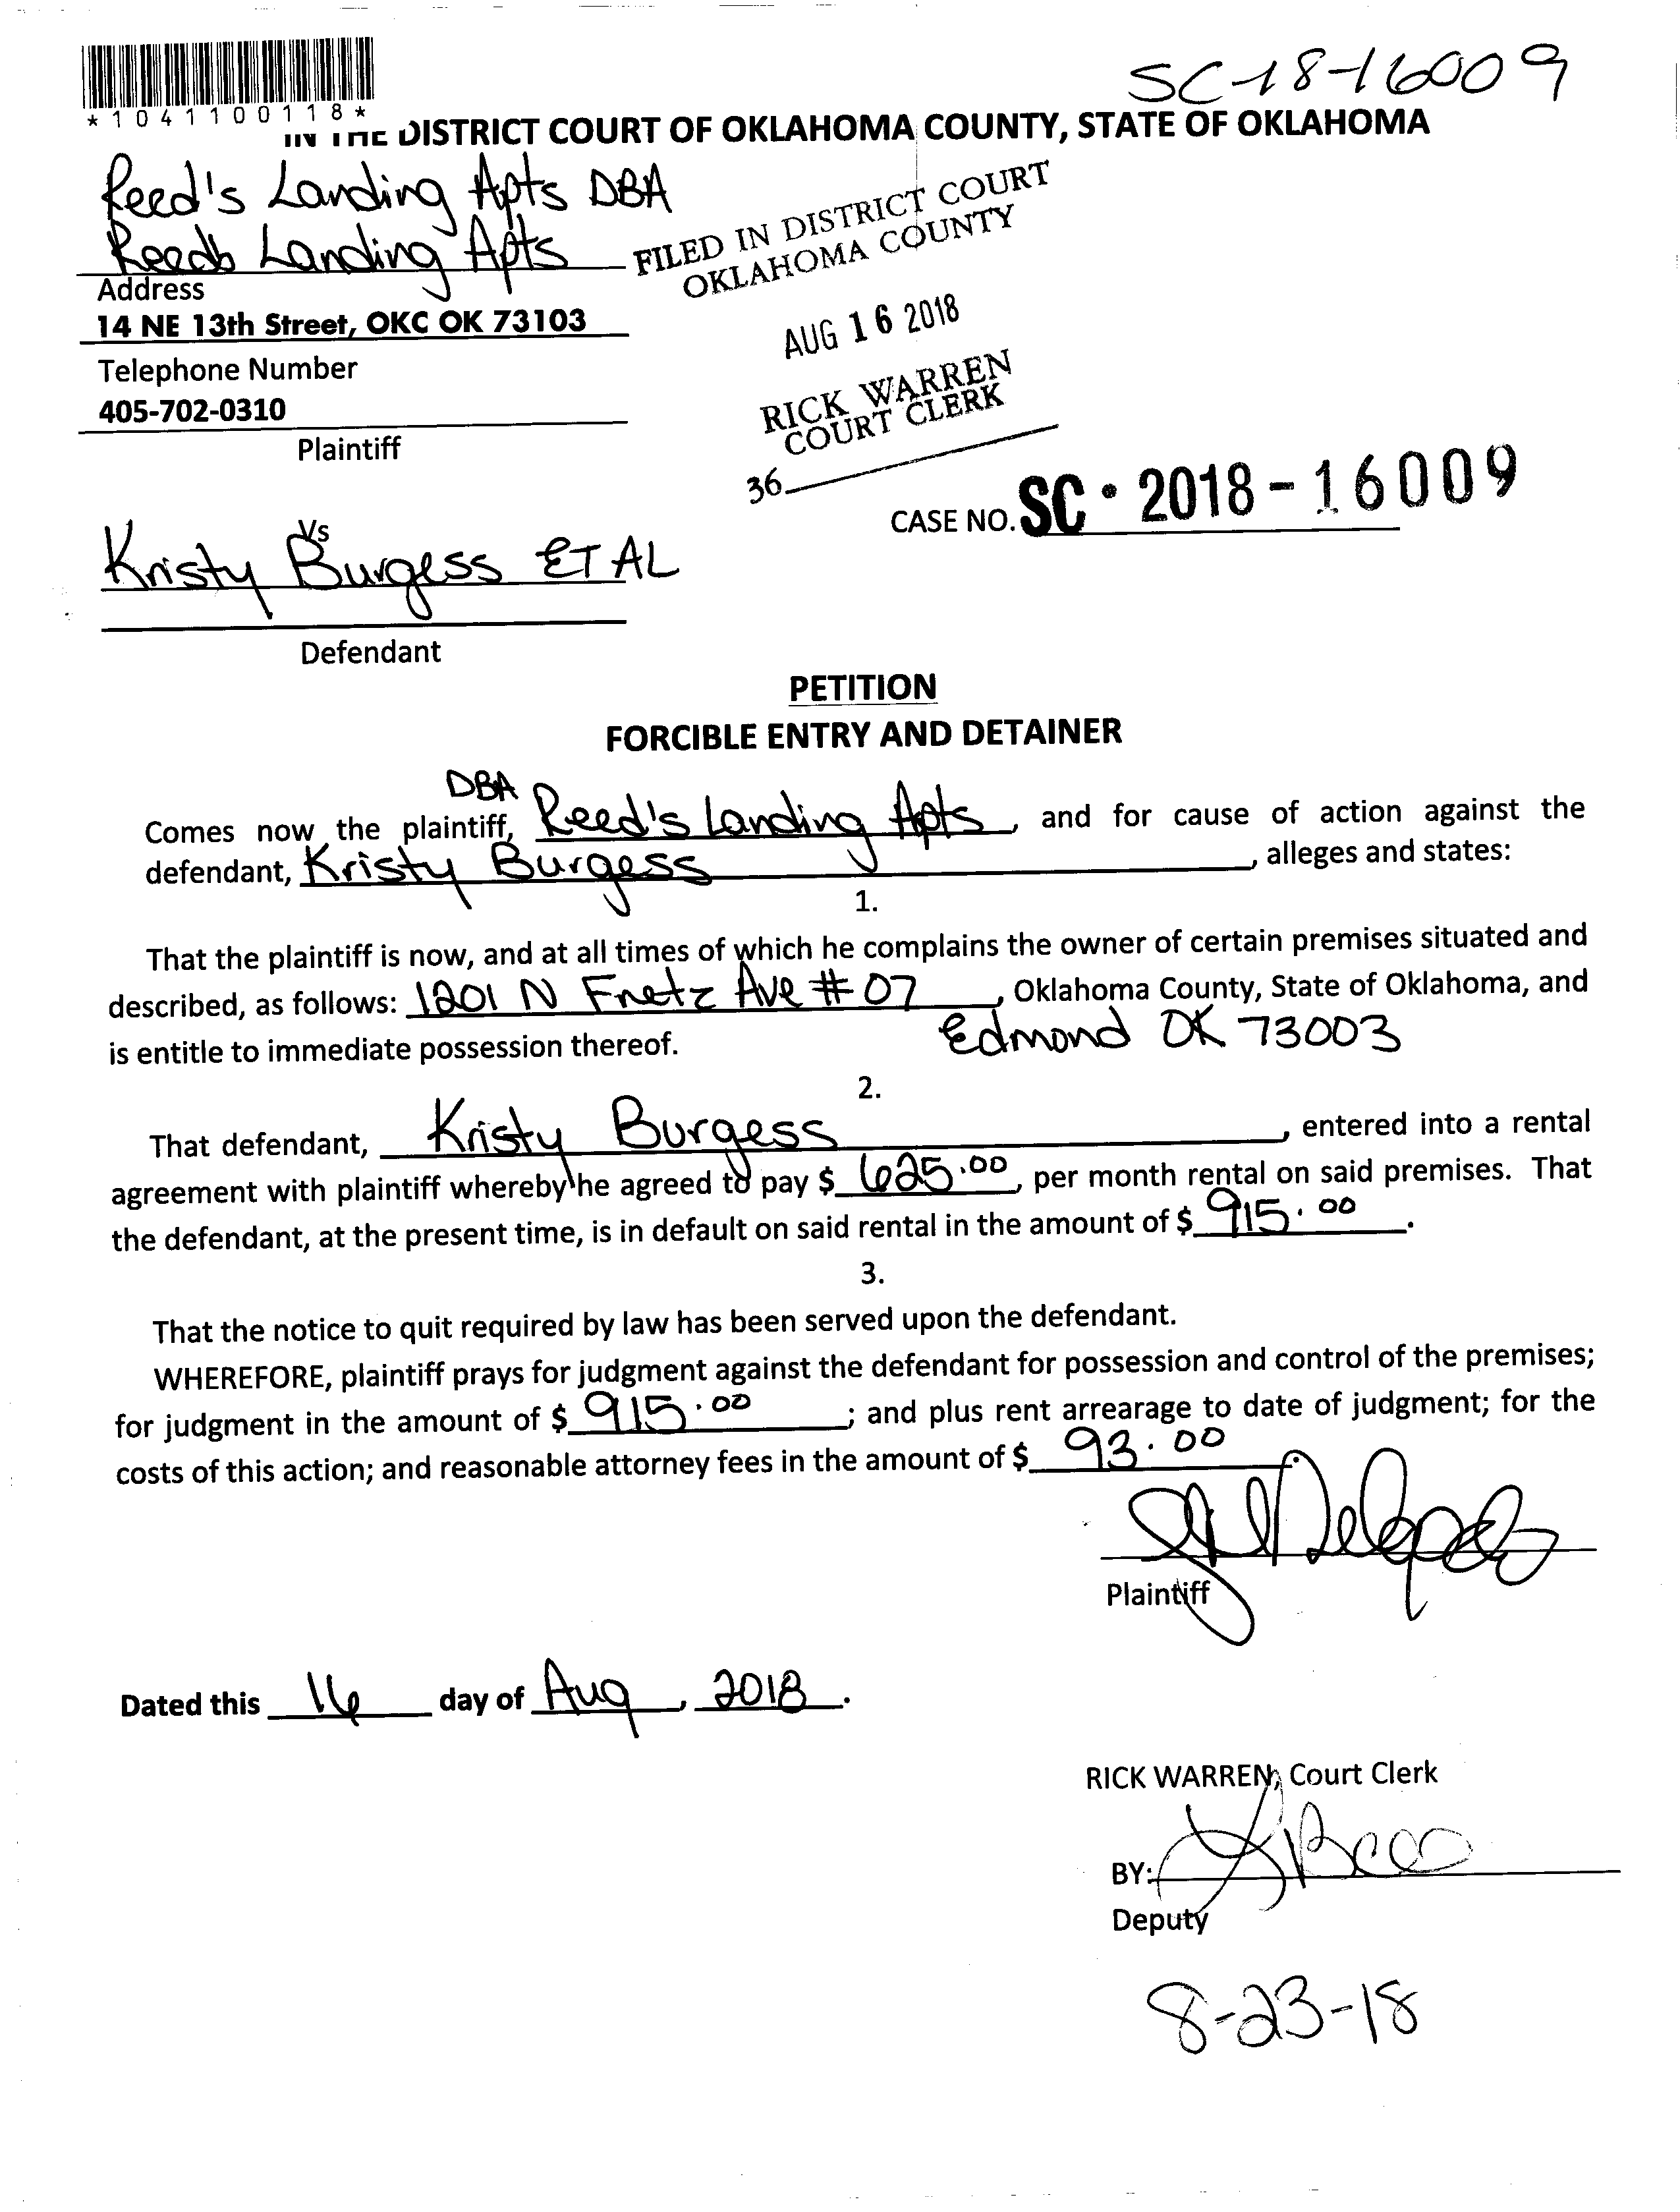 SC-18-16009
*1041100118*
IN THE DISTRICT COURT OF OKLAHOMA COUNTY, STATE OF OKLAHOMA
Reed's Landing Apts DBA
Reeds Landing Apts
Address
14 NE 13th Street, OKC OK 73103
Telephone Number
405-702-0310
Plaintiff
FILED IN DISTRICT COURT
OKLAHOMA COUNTY
AUG 16 2018
RICK WARREN
COURT CLERK
36
CASE NO. SC-2018-16009
Vs
Kristy Burgess ET AL
Defendant
PETITION
FORCIBLE ENTRY AND DETAINER
DBA
Comes now the plaintiff, Reed's Landing Apts, and for cause of action against the
defendant, Kristy Burgess, alleges and states:
1.
That the plaintiff is now, and at all times of which he complains the owner of certain premises situated and
described, as follows: 1201 N Fretz Ave # 07, Oklahoma County, State of Oklahoma, and
is entitle to immediate possession thereof. Edmond OK 73003
2.
That defendant, Kristy Burgess, entered into a rental
agreement with plaintiff whereby he agreed to pay $ 625.00, per month rental on said premises. That
the defendant, at the present time, is in default on said rental in the amount of $ 915.00.
3.
That the notice to quit required by law has been served upon the defendant.
WHEREFORE, plaintiff prays for judgment against the defendant for possession and control of the premises;
for judgment in the amount of $ 915.00; and plus rent arrearage to date of judgment; for the
costs of this action; and reasonable attorney fees in the amount of $ 93.00.
Plaintiff
Dated this 16 day of Aug, 2018.
RICK WARREN, Court Clerk
BY:
Deputy
8-23-18